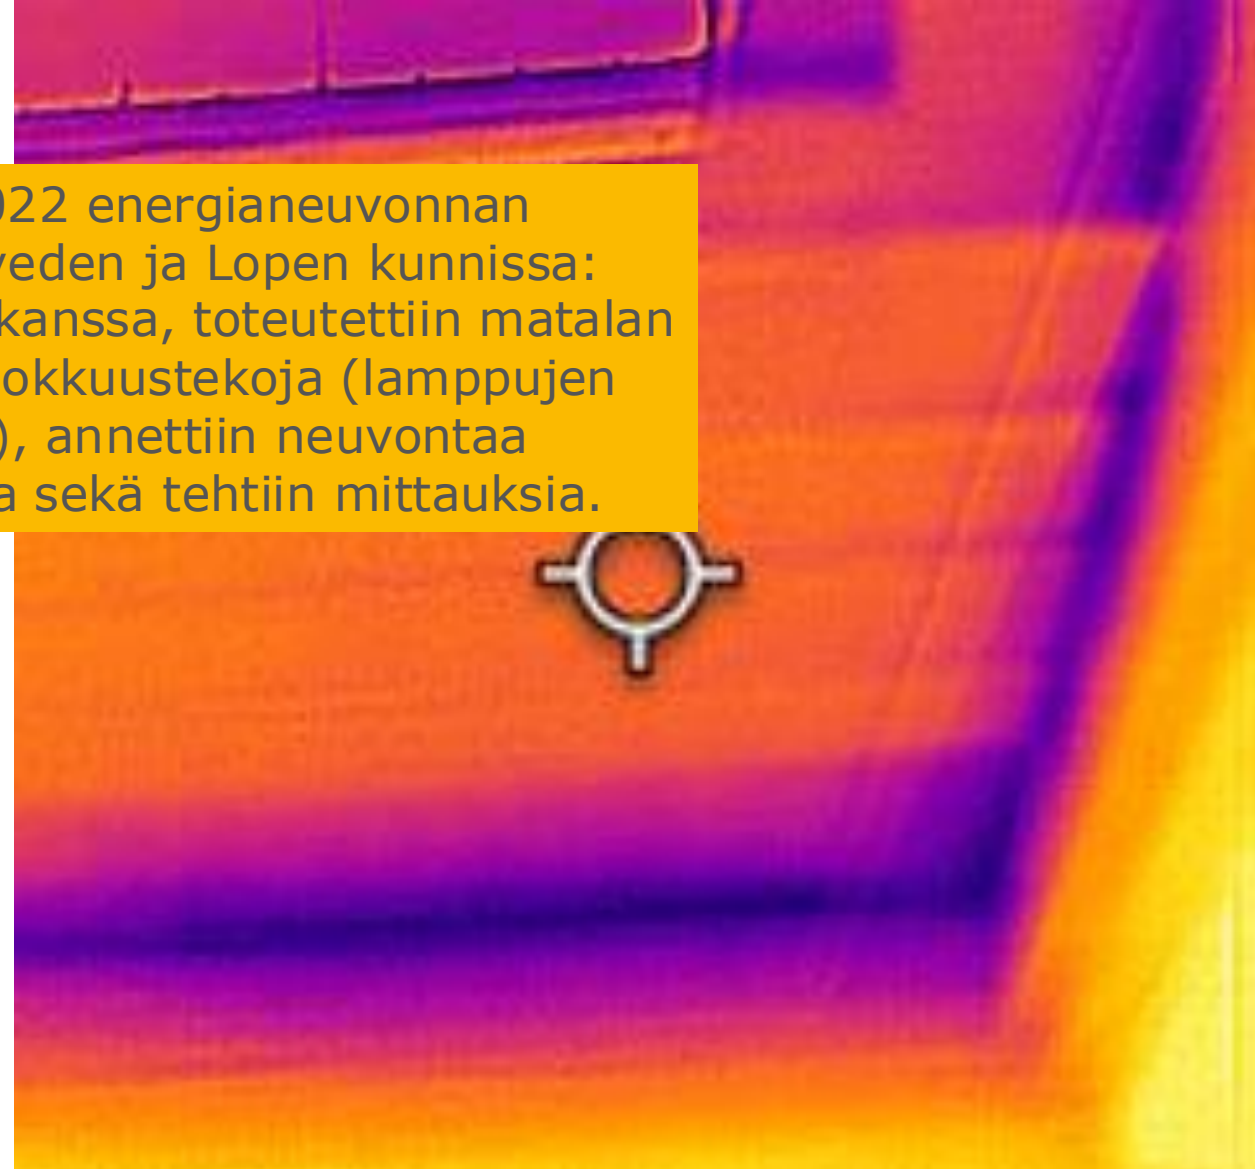 022 energianeuvonnan
veden ja Lopen kunnissa:
kanssa, toteutettiin matalan
okkuustekoja (lamppujen
), annettiin neuvontaa
a sekä tehtiin mittauksia.